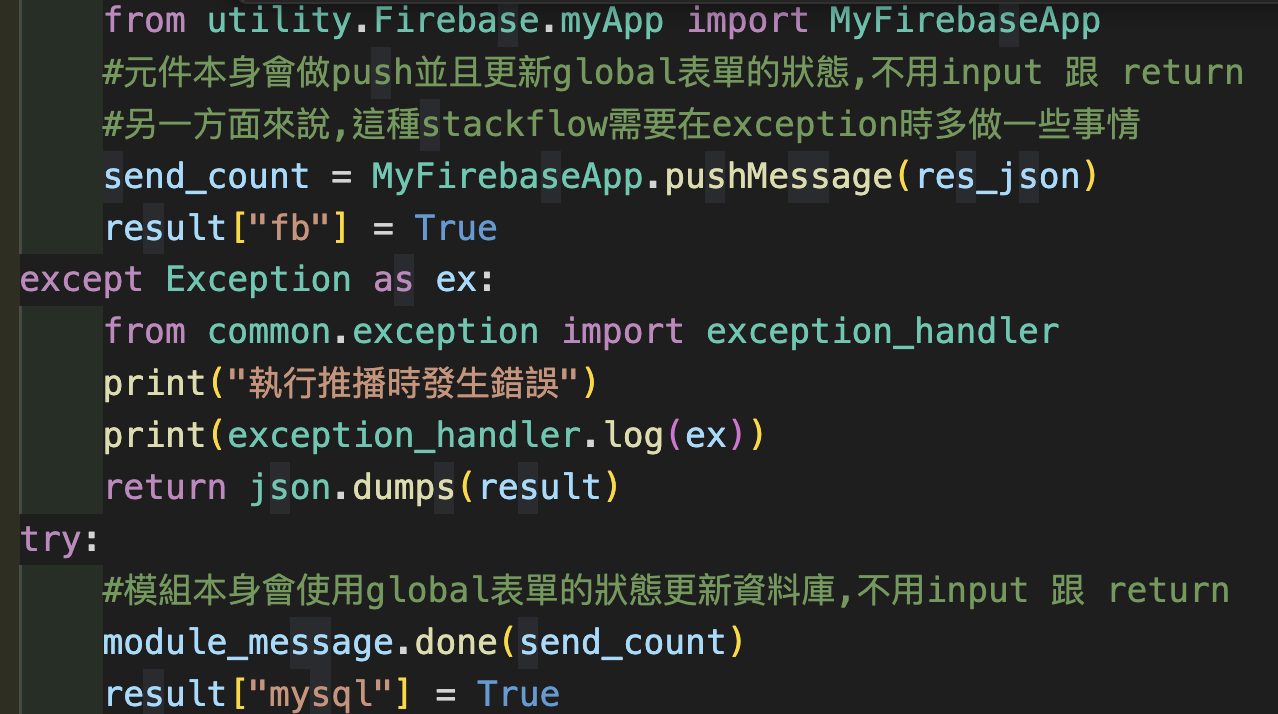 from utility.Firebase.myApp import MyFirebaseApp
#元件本身會做push並且更新global表單的狀態,不用input 跟 return
#另一方面來說,這種stackflow需要在exception時多做一些事情
send_count = MyFirebaseApp.pushMessage(res_json)
result["fb"] = True
except Exception as ex:
from common.exception import exception_handler
print("執行推播時發生錯誤")
print(exception_handler.log(ex))
return json.dumps(result)
try:
#模組本身會使用global表單的狀態更新資料庫,不用input 跟 return
module_message.done(send_count)
result["mysql"] = True